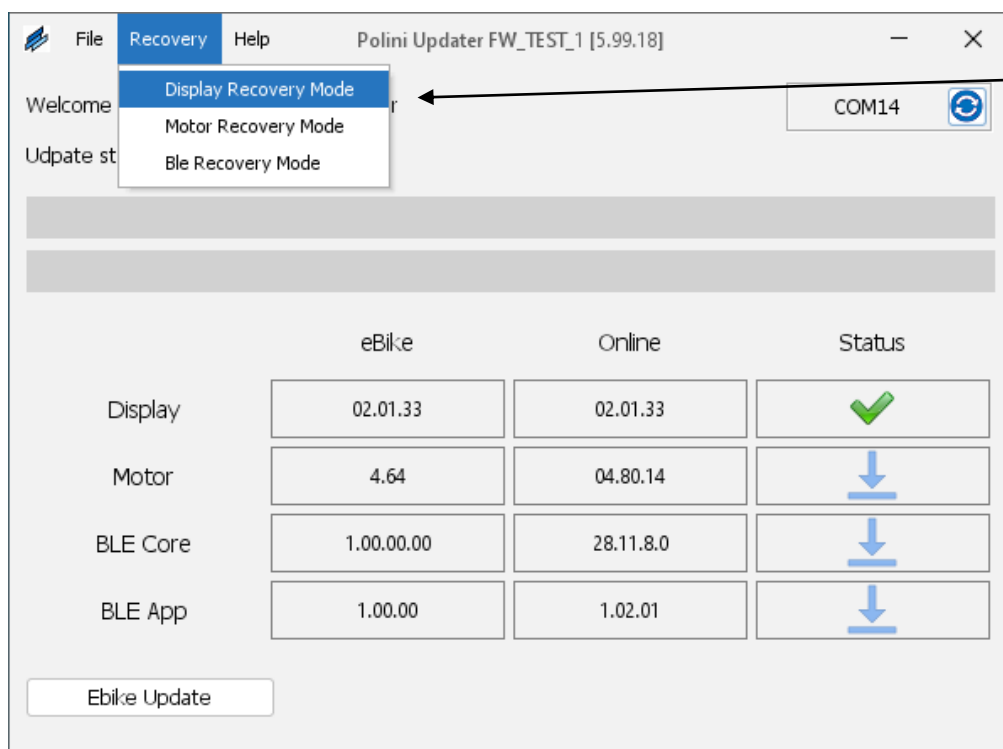 File Recovery Help Polini Updater FW_TEST_1 [5.99.18]
Display Recovery Mode
Welcome r COM14
Motor Recovery Mode
Udpate st
Ble Recovery Mode
eBike Online Status
Display 02.01.33 02.01.33
Motor 4.64 04.80.14
BLE Core 1.00.00.00 28.11.8.0
BLE App 1.00.00 1.02.01
Ebike Update